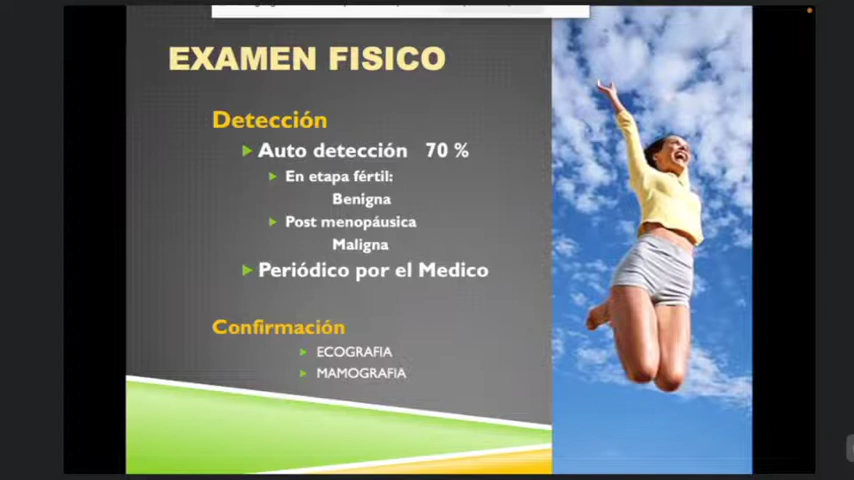 EXAMEN FISICO
Detección
Auto detección 70 %
En etapa fértil:
Benigna
Post menopáusica
Maligna
Periódico por el Medico
Confirmación
ECOGRAFIA
MAMOGRAFIA